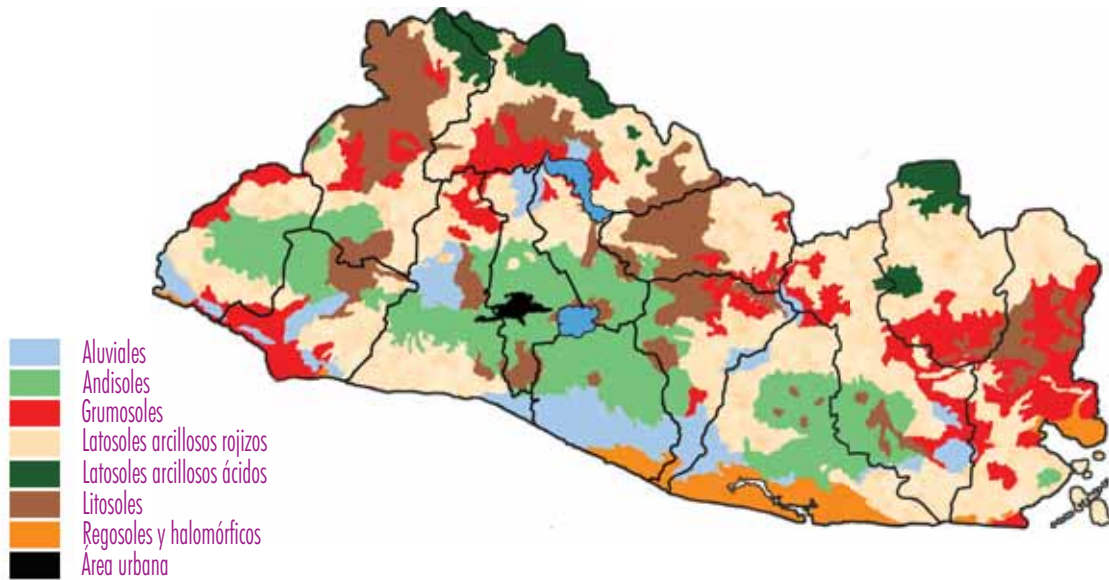 Aluviales
Andisoles
Grumosoles
Latosoles arcillosos rojizos
Latosoles arcillosos ácidos
Litosoles
Regosoles y halomórficos
Área urbana